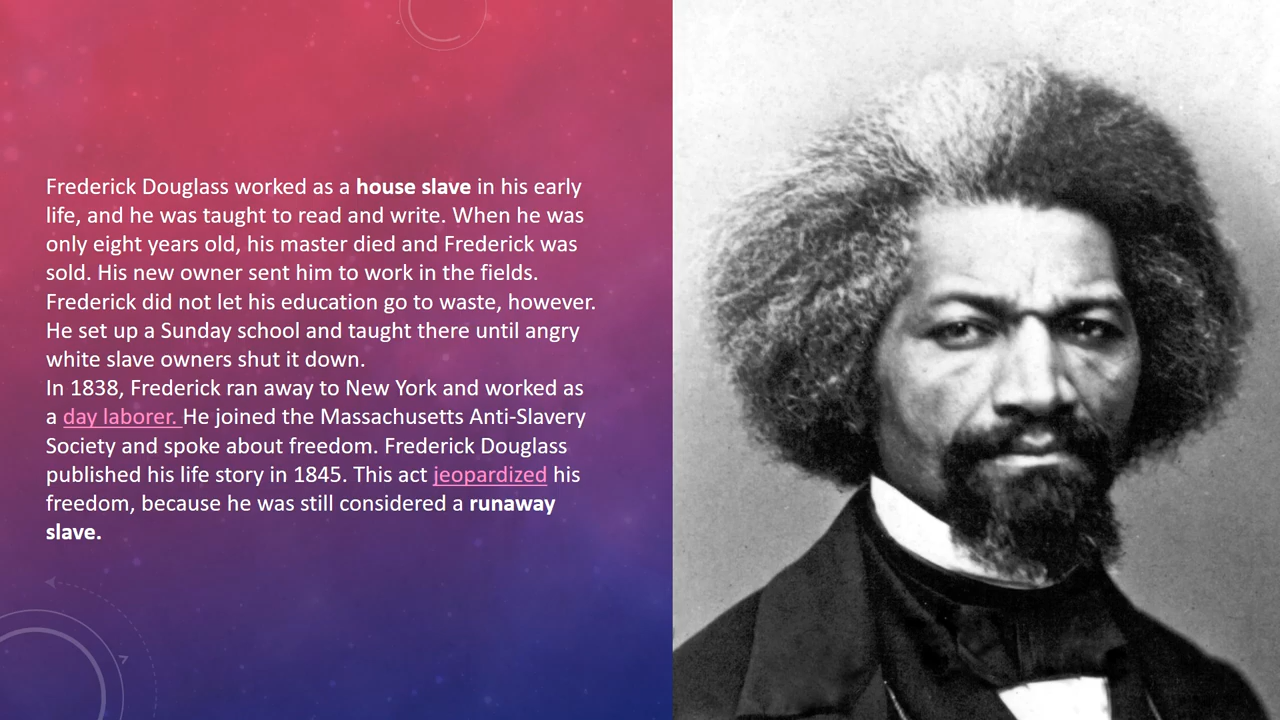 Frederick Douglass worked as a house slave in his early
life, and he was taught to read and write. When he was
only eight years old, his master died and Frederick was
sold. His new owner sent him to work in the fields.
Frederick did not let his education go to waste, however.
He set up a Sunday school and taught there until angry
white slave owners shut it down.
In 1838, Frederick ran away to New York and worked as
a day laborer. He joined the Massachusetts Anti-Slavery
Society and spoke about freedom. Frederick Douglass
published his life story in 1845. This act jeopardized his
freedom, because he was still considered a runaway
slave.